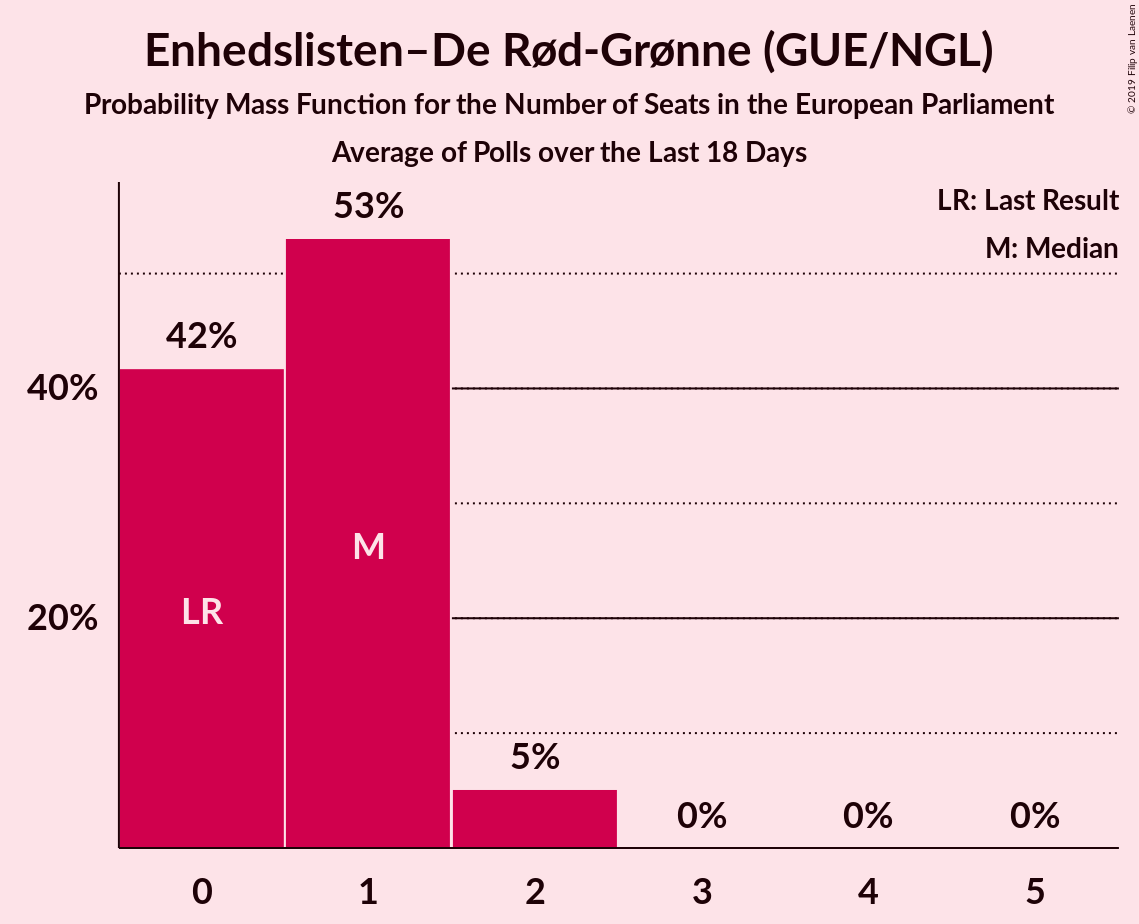 Enhedslisten–De Rød-Grønne (GUE/NGL)
Probability Mass Function for the Number of Seats in the European Parliament
Average of Polls over the Last 18 Days
© 2019 Filip van Laenen
LR: Last Result
M: Median
53%
42%
40%
M
LR
20%
5%
0%
0%
0%
0
1
2
3
4
5